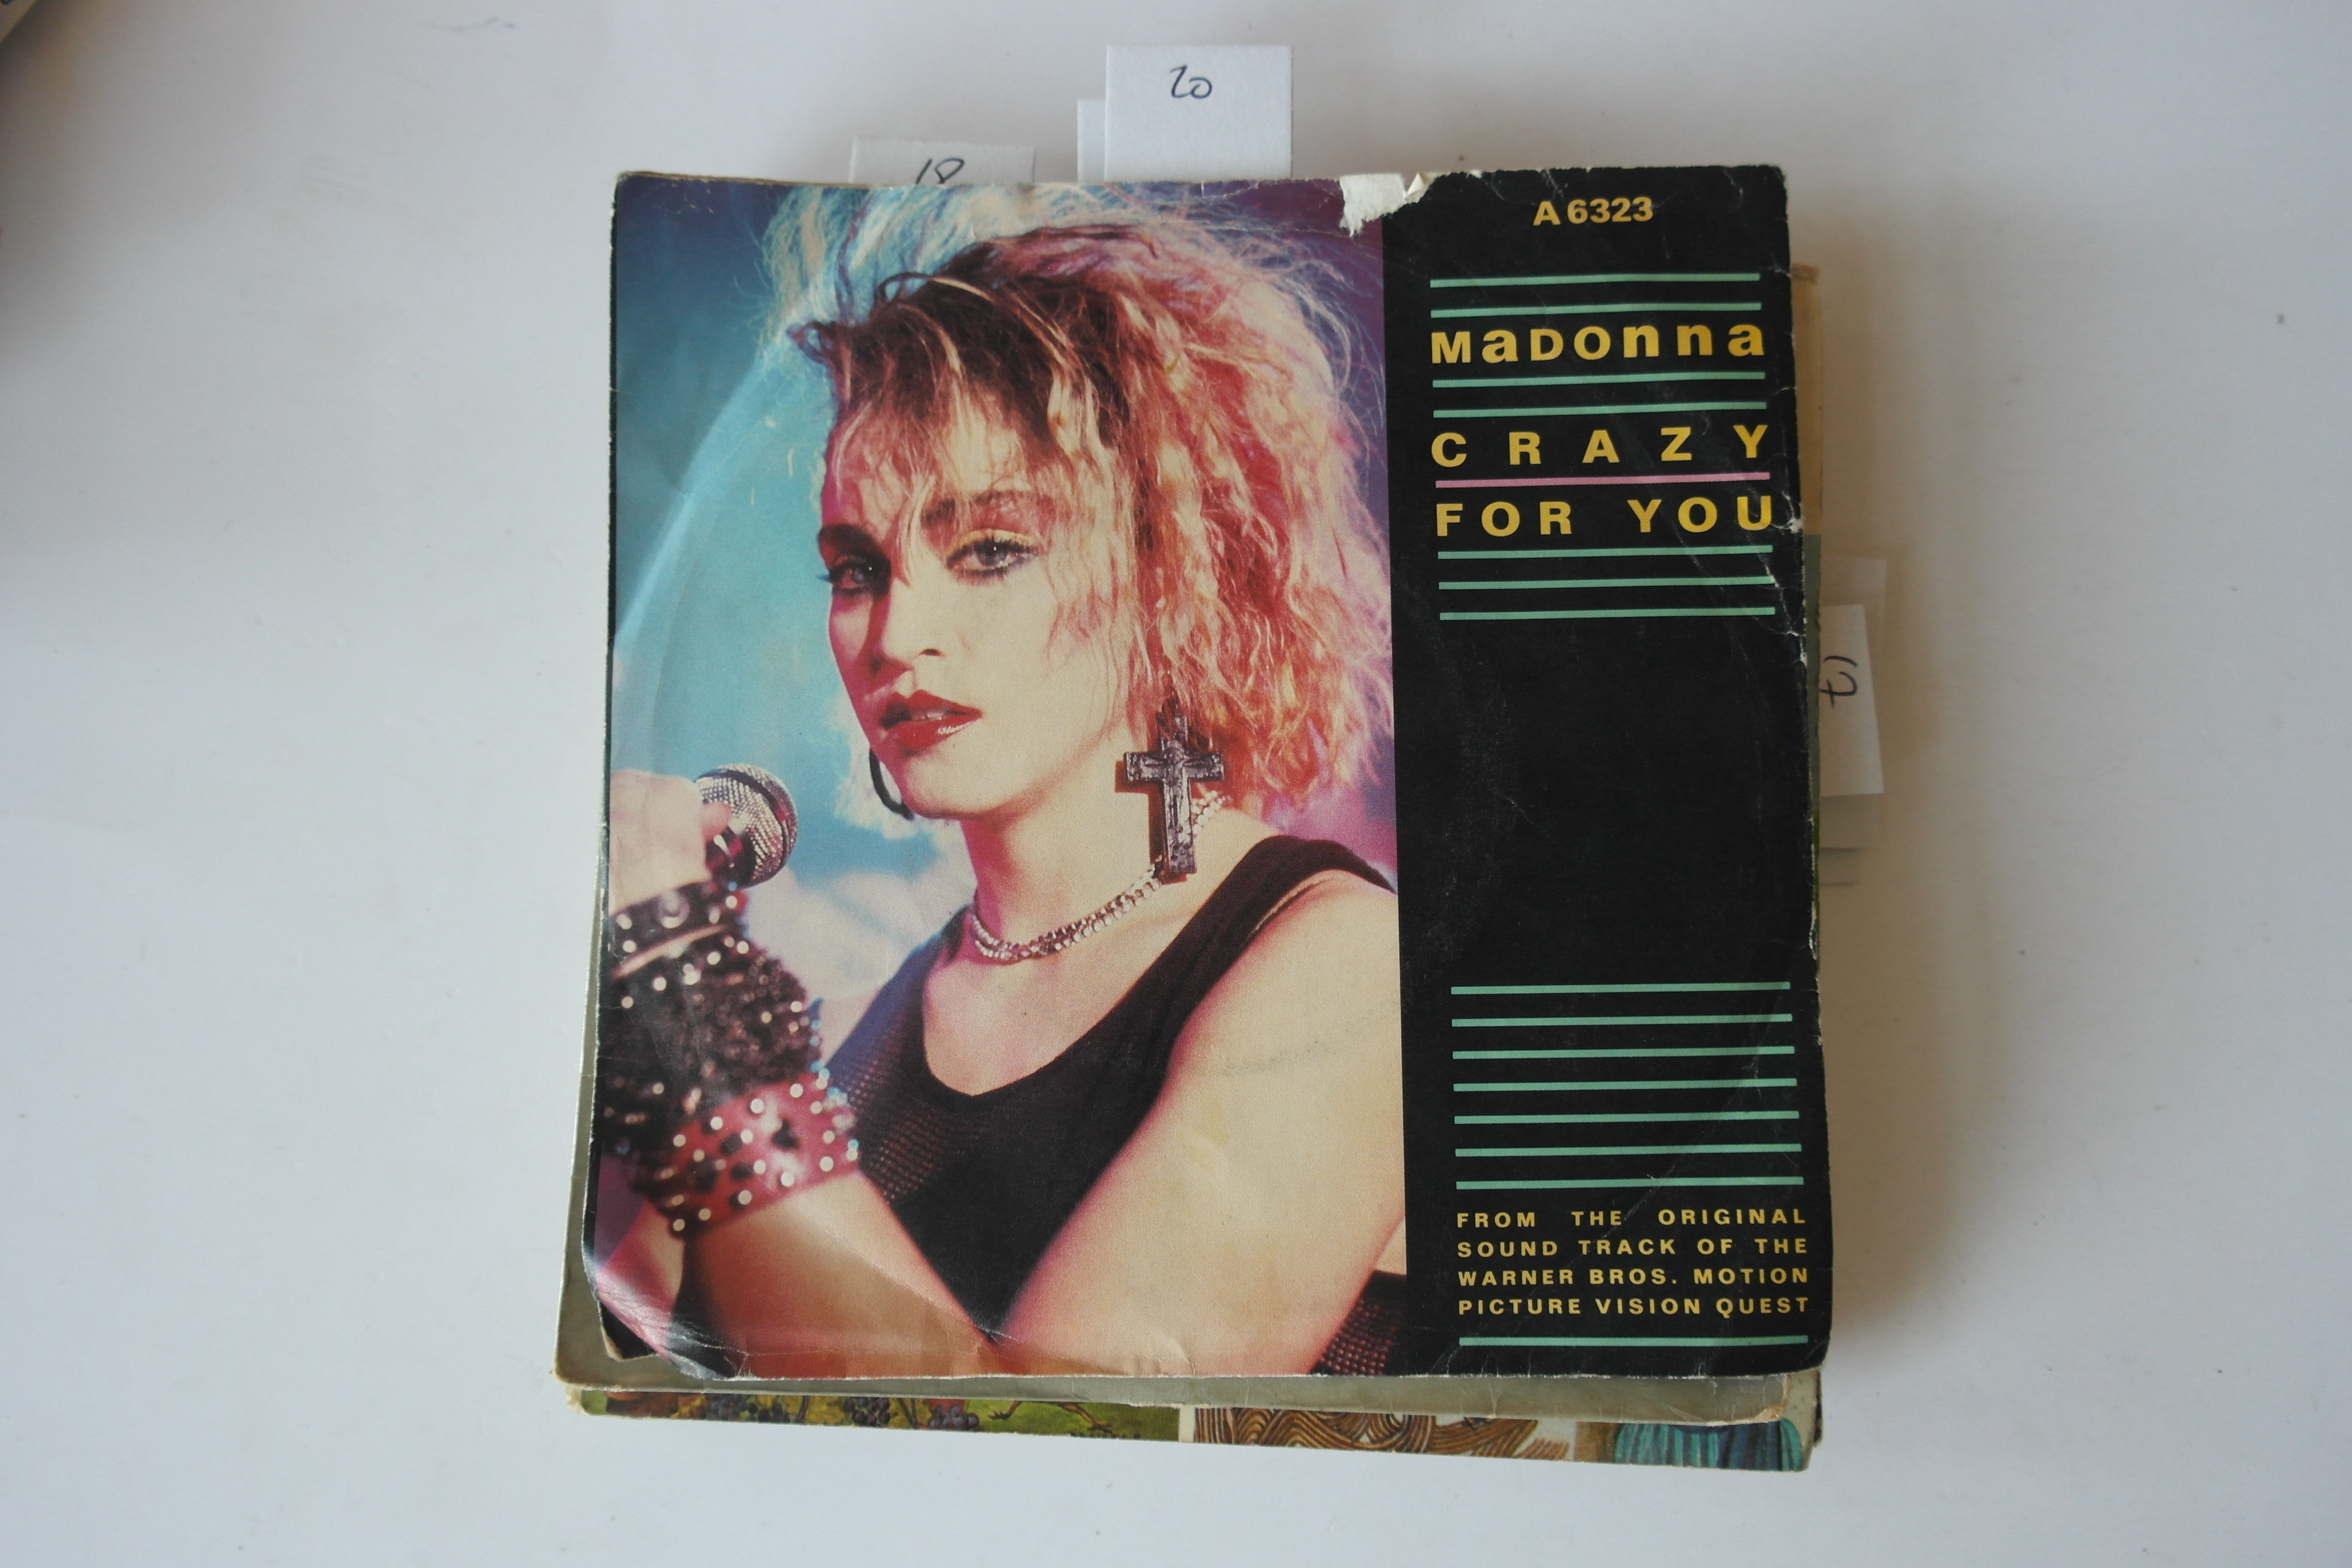 20
18
A 6323
MaDonna
CRAZY
FOR YOU
17
FROM THE ORIGINAL
SOUND TRACK OF THE
WARNER BROS. MOTION
PICTURE VISION QUEST